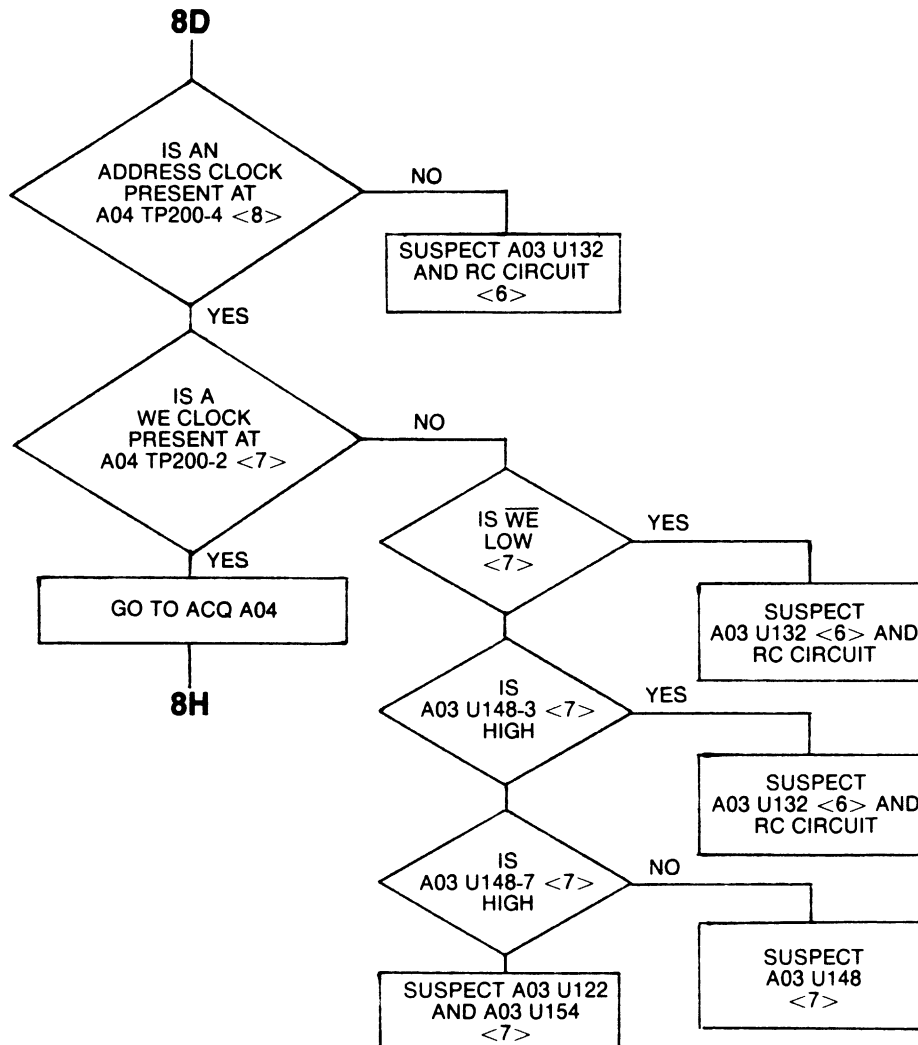 8D
IS AN
ADDRESS CLOCK
PRESENT AT
A04 TP200-4 <8>
NO
SUSPECT A03 U132
AND RC CIRCUIT
<6>
YES
IS A
WE CLOCK
PRESENT AT
A04 TP200-2 <7>
NO
YES
GO TO ACQ A04
8H
IS W̅E̅
LOW
<7>
YES
SUSPECT
A03 U132 <6> AND
RC CIRCUIT
IS
A03 U148-3 <7>
HIGH
YES
SUSPECT
A03 U132 <6> AND
RC CIRCUIT
IS
A03 U148-7 <7>
HIGH
NO
SUSPECT
A03 U148
<7>
SUSPECT A03 U122
AND A03 U154
<7>